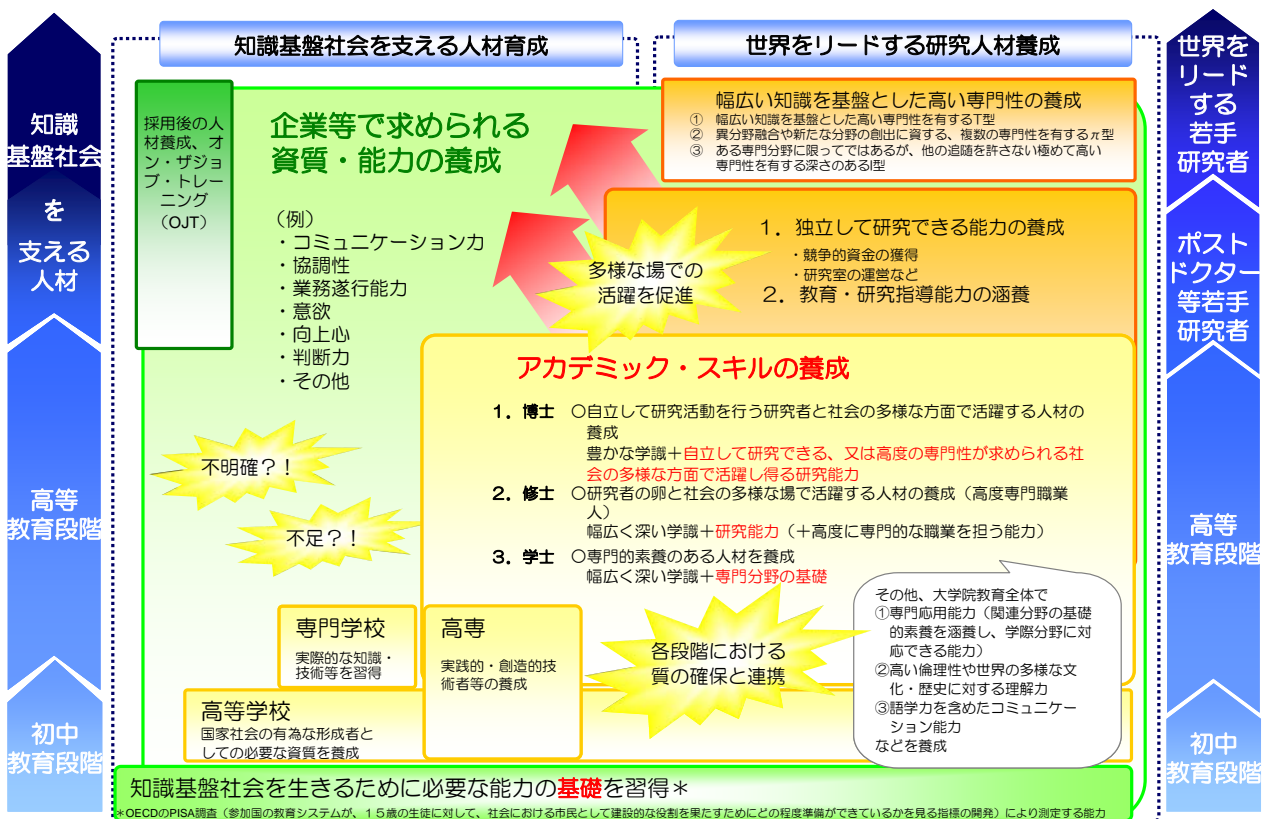 知識基盤社会を支える人材育成
世界をリードする研究人材養成
知識
基盤社会
を
支える
人材
高等
教育段階
初中
教育段階
採用後の人
材養成、オ
ン・ザジョ
ブ・トレー
ニング
（OJT）
企業等で求められる
資質・能力の養成
（例）
・コミュニケーション力
・協調性
・業務遂行能力
・意欲
・向上心
・判断力
・その他
幅広い知識を基盤とした高い専門性の養成
① 幅広い知識を基盤とした高い専門性を有するT型
② 異分野融合や新たな分野の創出に資する、複数の専門性を有するπ型
③ ある専門分野に限ってではあるが、他の追随を許さない極めて高い
専門性を有する深さのあるI型
1．独立して研究できる能力の養成
・競争的資金の獲得
・研究室の運営など
2．教育・研究指導能力の涵養
多様な場での
活躍を促進
アカデミック・スキルの養成
1．博士 〇自立して研究活動を行う研究者と社会の多様な方面で活躍する人材の
養成
豊かな学識＋自立して研究できる、又は高度の専門性が求められる社
会の多様な方面で活躍し得る研究能力
2．修士 〇研究者の卵と社会の多様な場で活躍する人材の養成（高度専門職業
人）
幅広く深い学識＋研究能力（＋高度に専門的な職業を担う能力）
3．学士 〇専門的素養のある人材を養成
幅広く深い学識＋専門分野の基礎
不明確？！
不足？！
専門学校
実際的な知識・
技術等を習得
高専
実践的・創造的技
術者等の養成
各段階における
質の確保と連携
その他、大学院教育全体で
①専門応用能力（関連分野の基礎
的素養を涵養し、学際分野に対
応できる能力）
②高い倫理性や世界の多様な文
化・歴史に対する理解力
③語学力を含めたコミュニケー
ション能力
などを養成
高等学校
国家社会の有為な形成者と
しての必要な資質を養成
知識基盤社会を生きるために必要な能力の基礎を習得＊
＊OECDのPISA調査（参加国の教育システムが、１５歳の生徒に対して、社会における市民として建設的な役割を果たすためにどの程度準備ができているかを見る指標の開発）により測定する能力
世界を
リード
する
若手
研究者
ポスト
ドクター
等若手
研究者
高等
教育段階
初中
教育段階